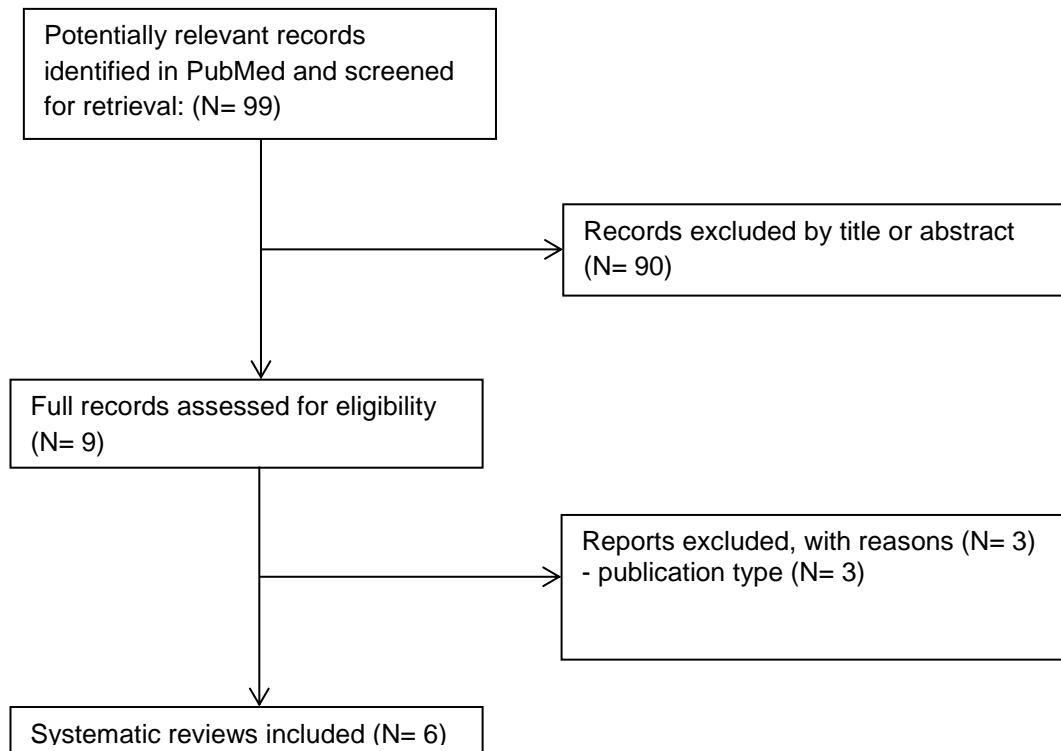 Potentially relevant records
identified in PubMed and screened
for retrieval: (N= 99)
Records excluded by title or abstract
(N= 90)
Full records assessed for eligibility
(N= 9)
Reports excluded, with reasons (N= 3)
- publication type (N= 3)
Systematic reviews included (N= 6)